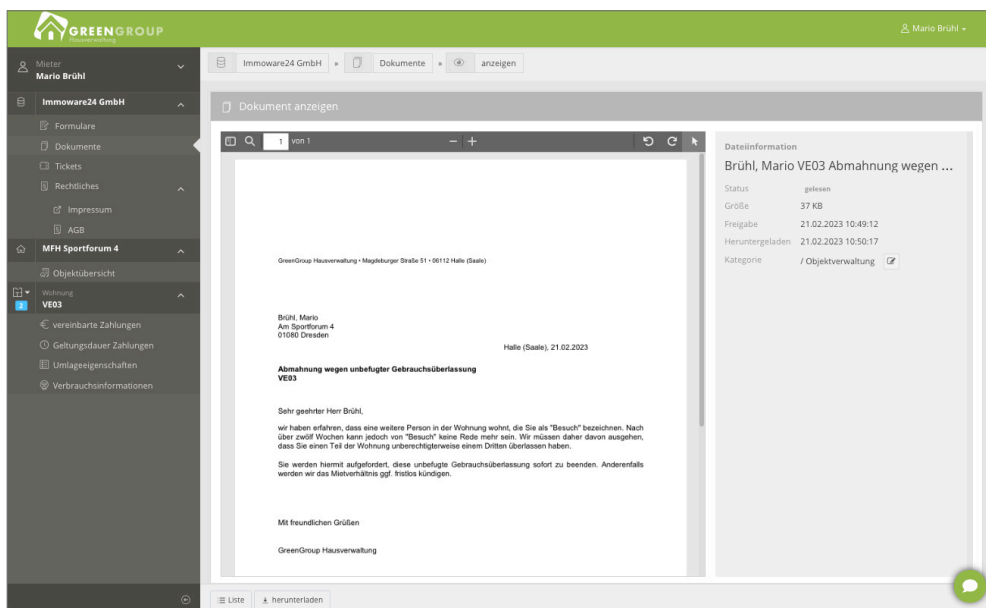 GREENGROUP
Hausverwaltung
Mario Brühl
Mieter
Mario Brühl
Immoware24 GmbH
Formulare
Dokumente
Tickets
Rechtliches
Impressum
AGB
MFH Sportforum 4
Objektübersicht
Wohnung
2 VE03
vereinbarte Zahlungen
Geltungsdauer Zahlungen
Umlageeigenschaften
Verbrauchsinformationen
Immoware24 GmbH » Dokumente » anzeigen
Dokument anzeigen
1 von 1
GreenGroup Hausverwaltung • Magdeburger Straße 51 • 06112 Halle (Saale)
Brühl, Mario
Am Sportforum 4
01080 Dresden
Halle (Saale), 21.02.2023
Abmahnung wegen unbefugter Gebrauchsüberlassung
VE03
Sehr geehrter Herr Brühl,
wir haben erfahren, dass eine weitere Person in der Wohnung wohnt, die Sie als "Besuch" bezeichnen. Nach
über zwölf Wochen kann jedoch von "Besuch" keine Rede mehr sein. Wir müssen daher davon ausgehen,
dass Sie einen Teil der Wohnung unberechtigterweise einem Dritten überlassen haben.
Sie werden hiermit aufgefordert, diese unbefugte Gebrauchsüberlassung sofort zu beenden. Anderenfalls
werden wir das Mietverhältnis ggf. fristlos kündigen.
Mit freundlichen Grüßen
GreenGroup Hausverwaltung
Dateiinformation
Brühl, Mario VE03 Abmahnung wegen ...
Status gelesen
Größe 37 KB
Freigabe 21.02.2023 10:49:12
Heruntergeladen 21.02.2023 10:50:17
Kategorie / Objektverwaltung
Liste
herunterladen